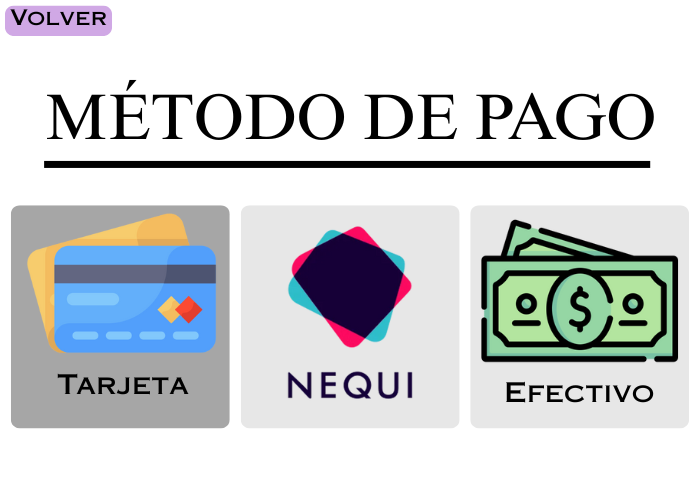 VOLVER
MÉTODO DE PAGO
TARJETA
NEQUI
$
EFECTIVO